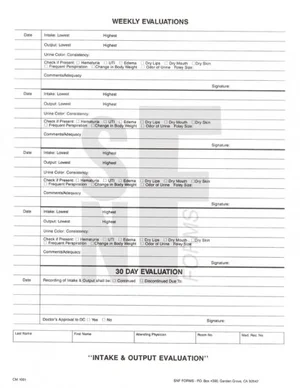 WEEKLY EVALUATIONS
Date Intake: Lowest Highest
Output: Lowest Highest
Urine Color: Consistency:
Check if Present: Hematuria UTI Edema Dry Lips Dry Mouth Dry Skin
Frequent Perspiration Change in Body Weight Odor of Urine Foley Size:
Comments/Adequacy
Signature:
Date Intake: Lowest Highest
Output: Lowest Highest
Urine Color: Consistency:
Check if Present: Hematuria UTI Edema Dry Lips Dry Mouth Dry Skin
Frequent Perspiration Change in Body Weight Odor of Urine Foley Size:
Comments/Adequacy
Signature:
Date Intake: Lowest Highest
Output: Lowest Highest
Urine Color: Consistency:
Check if Present: Hematuria UTI Edema Dry Lips Dry Mouth Dry Skin
Frequent Perspiration Change in Body Weight Odor of Urine Foley Size:
Comments/Adequacy
Signature:
Date Intake: Lowest Highest
Output: Lowest Highest
Urine Color: Consistency:
Check if Present: Hematuria UTI Edema Dry Lips Dry Mouth Dry Skin
Frequent Perspiration Change in Body Weight Odor of Urine Foley Size:
Comments/Adequacy
Signature:
SNF FORMS
30 DAY EVALUATION
Date Recording of Intake & Output shall be: Continued Discontinued Due To:
Doctor's Approval to DC Yes No Signature:
Last Name First Name Attending Physician Room No. Med. Rec. No.
"INTAKE & OUTPUT EVALUATION"
SNF FORMS - P.O. Box Garden Grove, CA